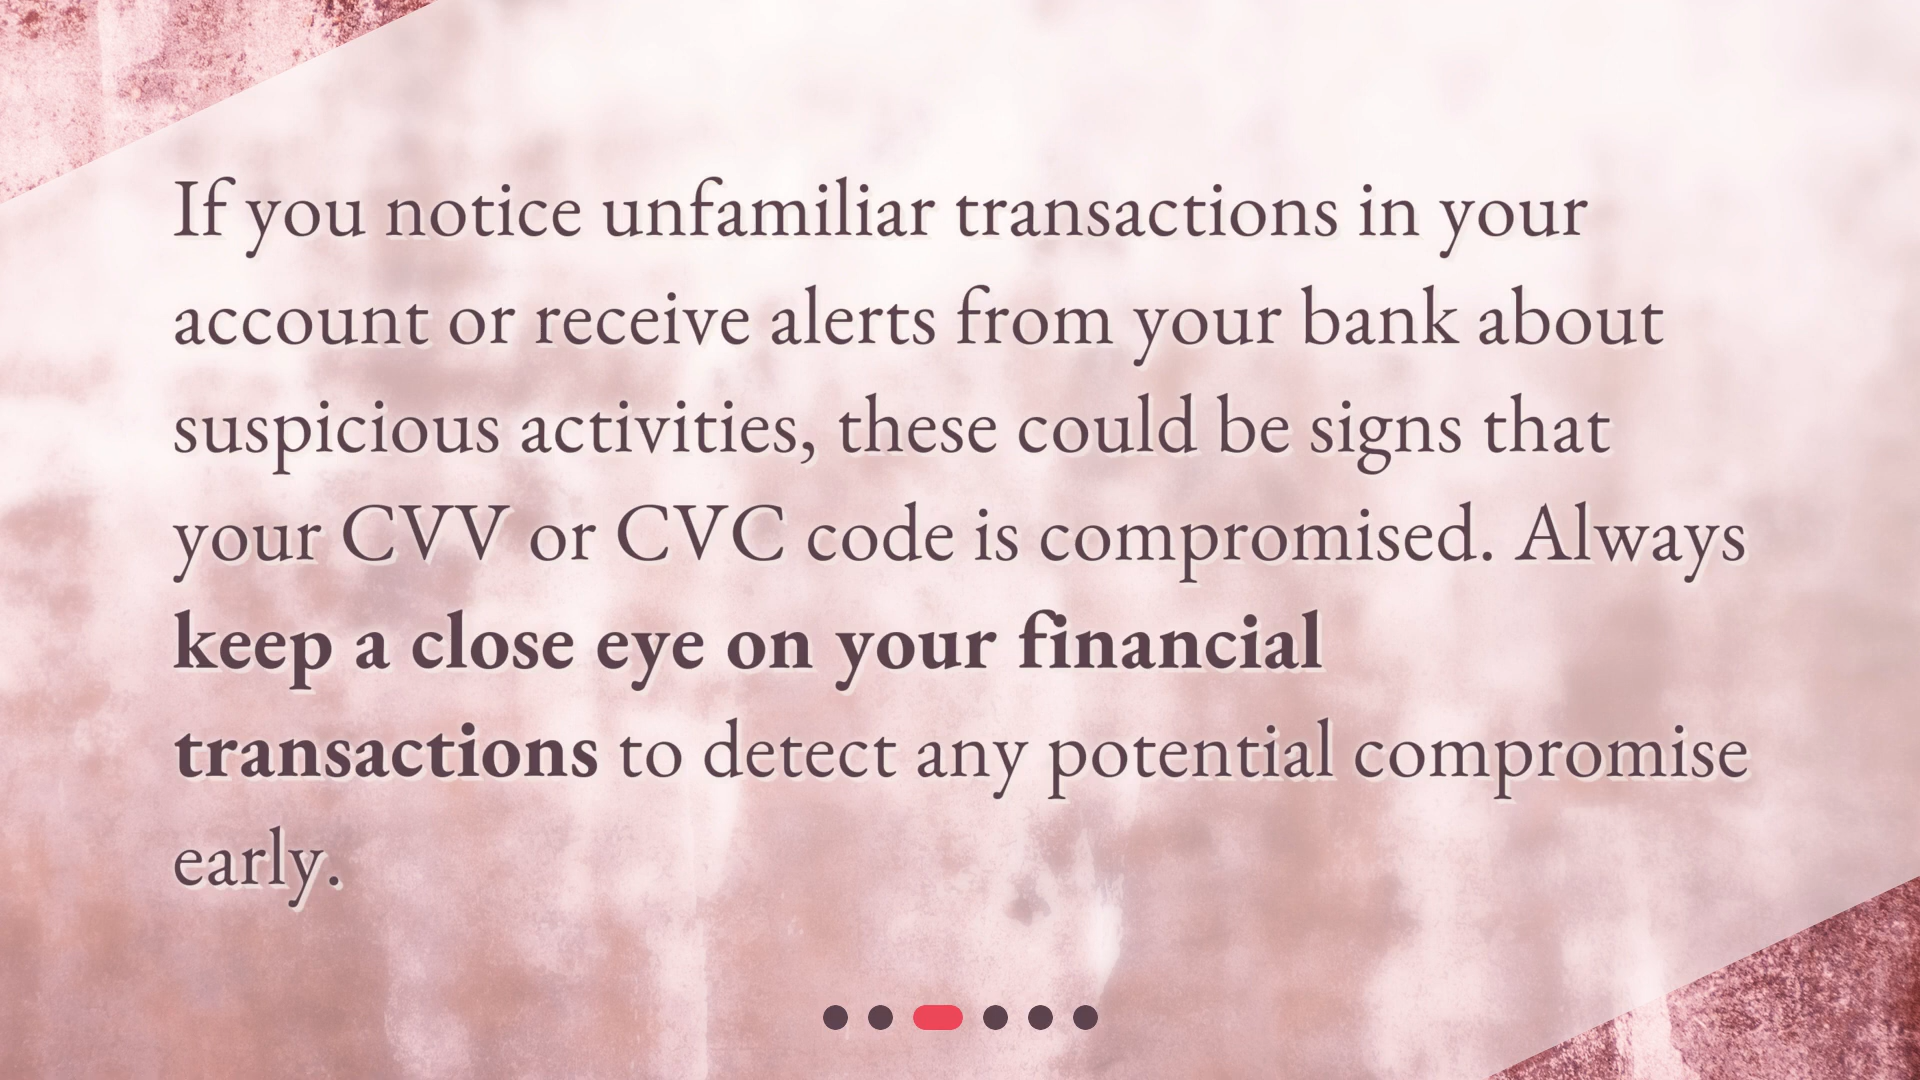 If you notice unfamiliar transactions in your
account or receive alerts from your bank about
suspicious activities, these could be signs that
your CVV or CVC code is compromised. Always
keep a close eye on your financial
transactions to detect any potential compromise
early.